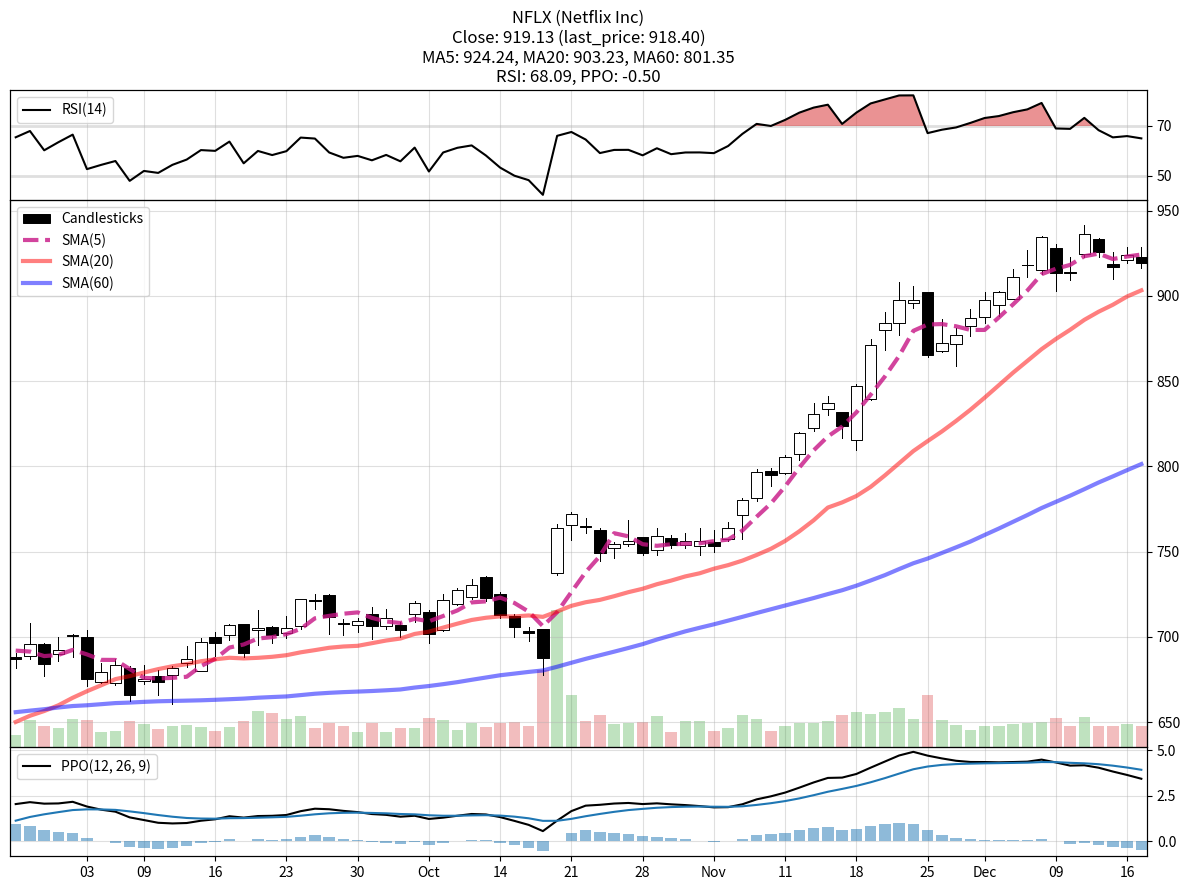 NFLX (Netflix Inc)
Close: 919.13 (last_price: 918.40)
MA5: 924.24, MA20: 903.23, MA60: 801.35
RSI: 68.09, PPO: -0.50
RSI(14)
70
50
Candlesticks
SMA(5)
SMA(20)
SMA(60)
950
900
850
800
750
700
650
PPO(12, 26, 9)
5.0
2.5
0.0
03 09 16 23 30 Oct 14 21 28 Nov 11 18 25 Dec 09 16